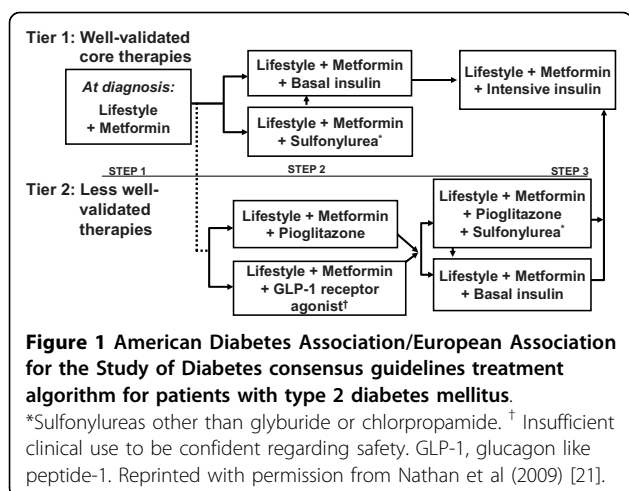 Tier 1: Well-validated
core therapies
At diagnosis:
Lifestyle
+ Metformin
Lifestyle + Metformin
+ Basal insulin
Lifestyle + Metformin
+ Sulfonylurea*
Lifestyle + Metformin
+ Intensive insulin
STEP 1
STEP 2
STEP 3
Tier 2: Less well-
validated
therapies
Lifestyle + Metformin
+ Pioglitazone
Lifestyle + Metformin
+ GLP-1 receptor
agonist†
Lifestyle + Metformin
+ Pioglitazone
+ Sulfonylurea*
Lifestyle + Metformin
+ Basal insulin
Figure 1 American Diabetes Association/European Association
for the Study of Diabetes consensus guidelines treatment
algorithm for patients with type 2 diabetes mellitus.
*Sulfonylureas other than glyburide or chlorpropamide. † Insufficient
clinical use to be confident regarding safety. GLP-1, glucagon like
peptide-1. Reprinted with permission from Nathan et al (2009) [21].